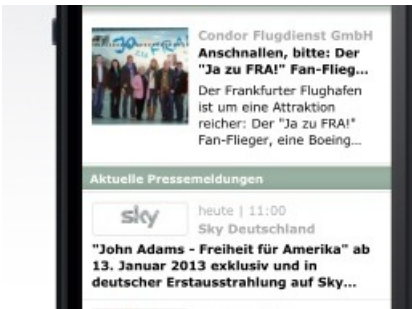 Condor Flugdienst GmbH
Anschnallen, bitte: Der
"Ja zu FRA!" Fan-Flieg...
Der Frankfurter Flughafen
ist um eine Attraktion
reicher: Der "Ja zu FRA!"
Fan-Flieger, eine Boeing...
Aktuelle Pressemeldungen
sky
heute | 11:00
Sky Deutschland
"John Adams - Freiheit für Amerika" ab
13. Januar 2013 exklusiv und in
deutscher Erstausstrahlung auf Sky...